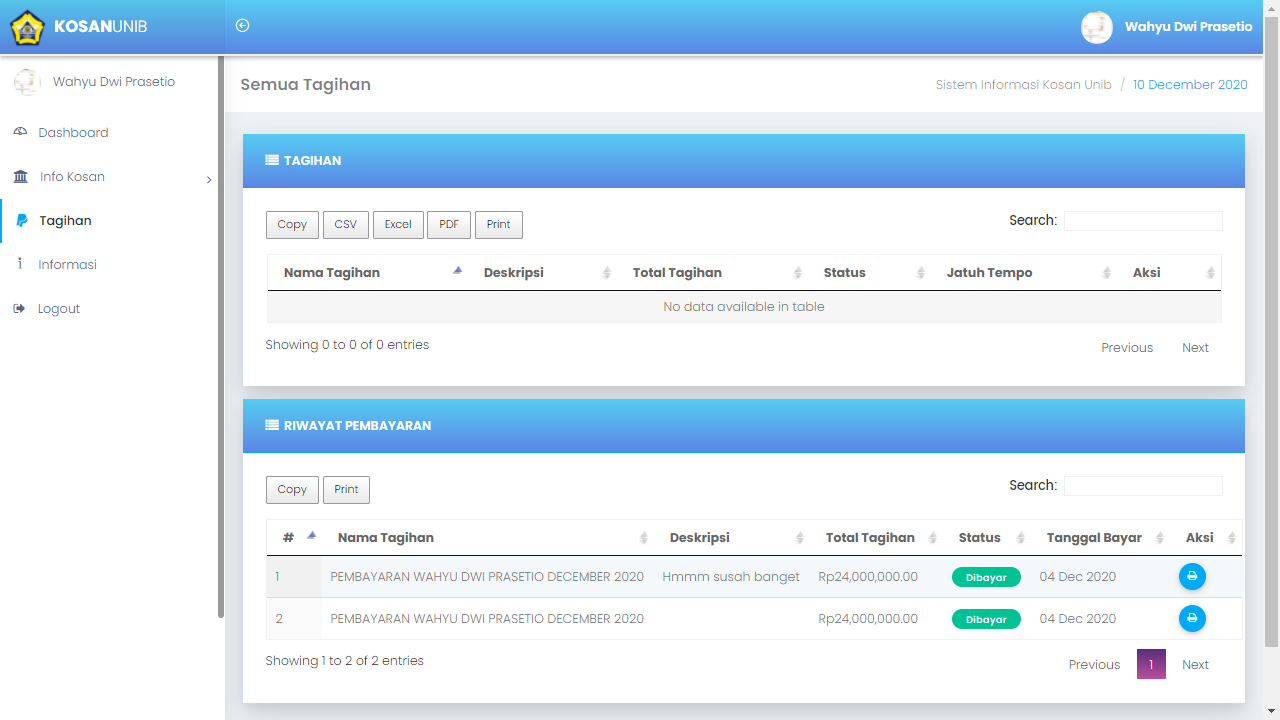 KOSANUNIB
Wahyu Dwi Prasetio
Wahyu Dwi Prasetio
Dashboard
Info Kosan
Tagihan
Informasi
Logout
Semua Tagihan
Sistem Informasi Kosan Unib / 10 December 2020
TAGIHAN
Copy CSV Excel PDF Print
Search:
Nama Tagihan Deskripsi Total Tagihan Status Jatuh Tempo Aksi
No data available in table
Showing 0 to 0 of 0 entries
Previous Next
RIWAYAT PEMBAYARAN
Copy Print
Search:
# Nama Tagihan Deskripsi Total Tagihan Status Tanggal Bayar Aksi
1 PEMBAYARAN WAHYU DWI PRASETIO DECEMBER 2020 Hmmm susah banget Rp24,000,000.00 Dibayar 04 Dec 2020
2 PEMBAYARAN WAHYU DWI PRASETIO DECEMBER 2020 Rp24,000,000.00 Dibayar 04 Dec 2020
Showing 1 to 2 of 2 entries
Previous 1 Next